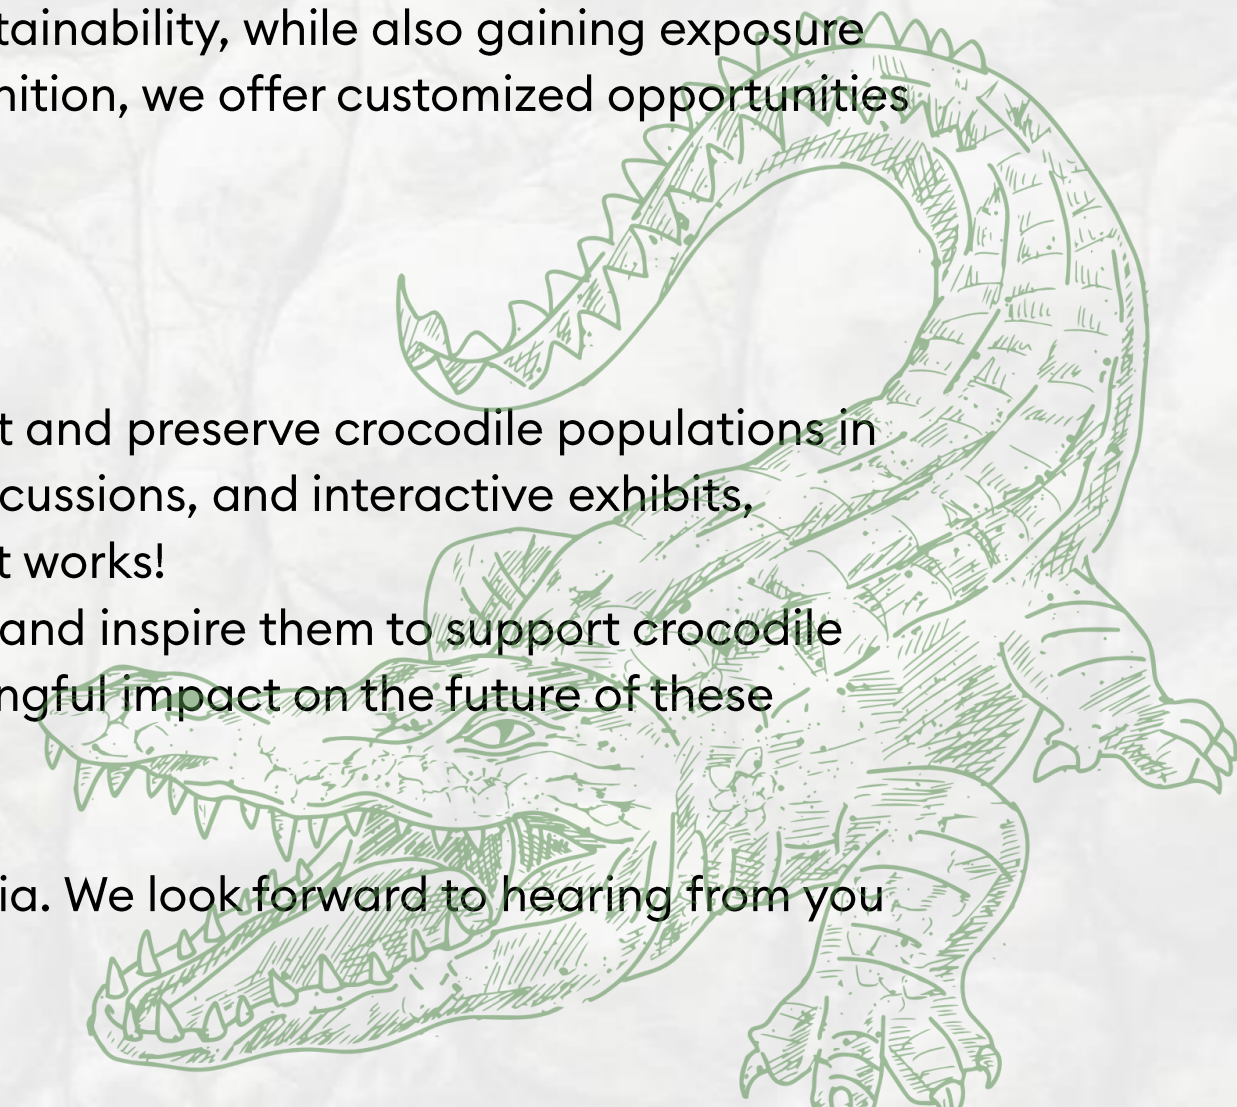 tainability, while also gaining exposure
nition, we offer customized opportunities
t and preserve crocodile populations in
cussions, and interactive exhibits,
t works!
and inspire them to support crocodile
ngful impact on the future of these
ia. We look forward to hearing from you